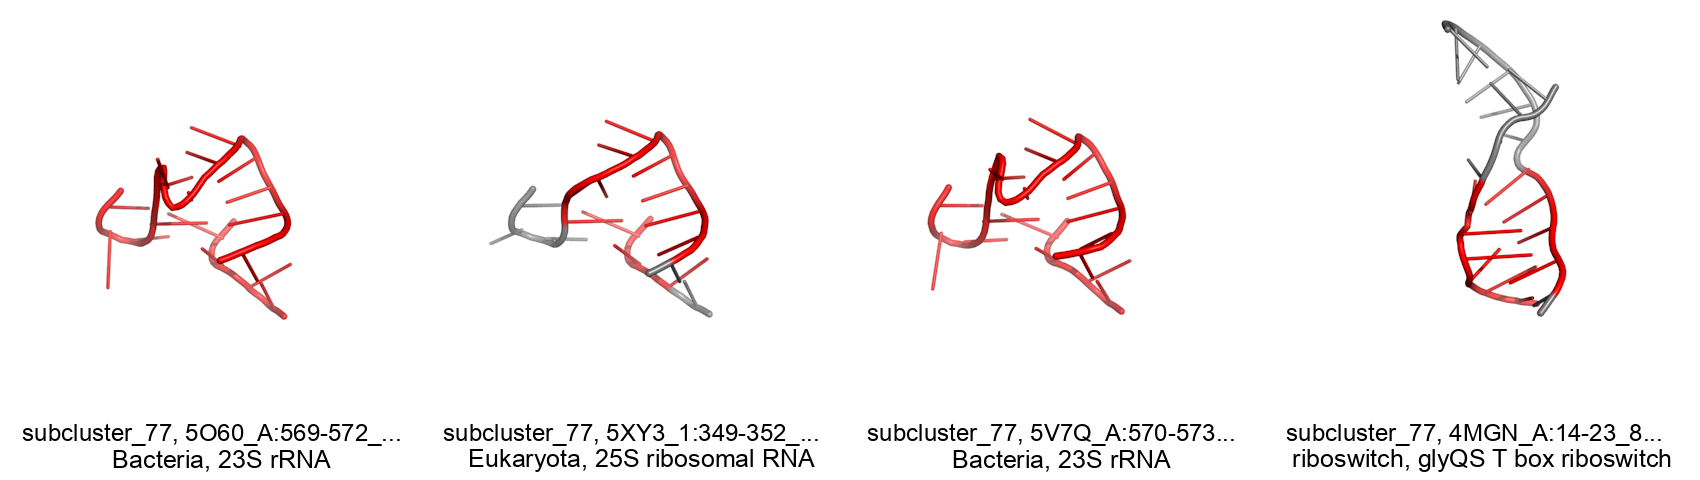 subcluster_77, 5O60_A:569-572_...
Bacteria, 23S rRNA
subcluster_77, 5XY3_1:349-352_...
Eukaryota, 25S ribosomal RNA
subcluster_77, 5V7Q_A:570-573...
Bacteria, 23S rRNA
subcluster_77, 4MGN_A:14-23_8...
riboswitch, glyQS T box riboswitch